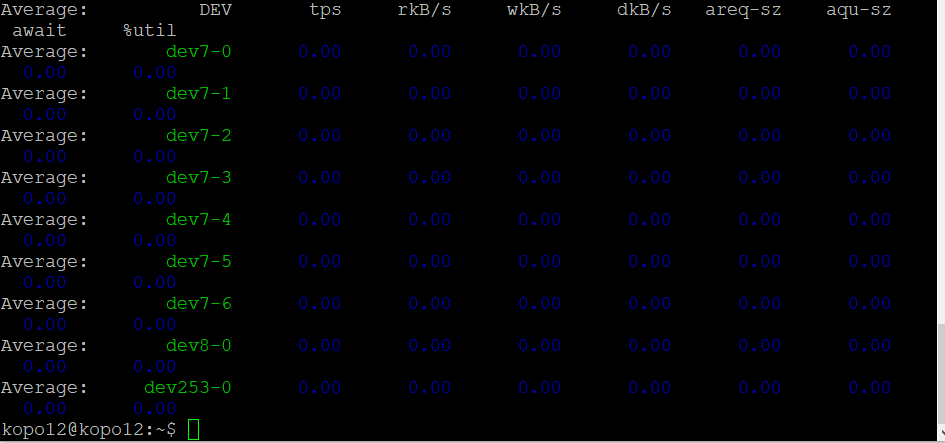 Average: DEV tps rkB/s wkB/s dkB/s areq-sz aqu-sz
await %util
Average: dev7-0 0.00 0.00 0.00 0.00 0.00 0.00
0.00 0.00
Average: dev7-1 0.00 0.00 0.00 0.00 0.00 0.00
0.00 0.00
Average: dev7-2 0.00 0.00 0.00 0.00 0.00 0.00
0.00 0.00
Average: dev7-3 0.00 0.00 0.00 0.00 0.00 0.00
0.00 0.00
Average: dev7-4 0.00 0.00 0.00 0.00 0.00 0.00
0.00 0.00
Average: dev7-5 0.00 0.00 0.00 0.00 0.00 0.00
0.00 0.00
Average: dev7-6 0.00 0.00 0.00 0.00 0.00 0.00
0.00 0.00
Average: dev8-0 0.00 0.00 0.00 0.00 0.00 0.00
0.00 0.00
Average: dev253-0 0.00 0.00 0.00 0.00 0.00 0.00
0.00 0.00
kopo12@kopo12:~$